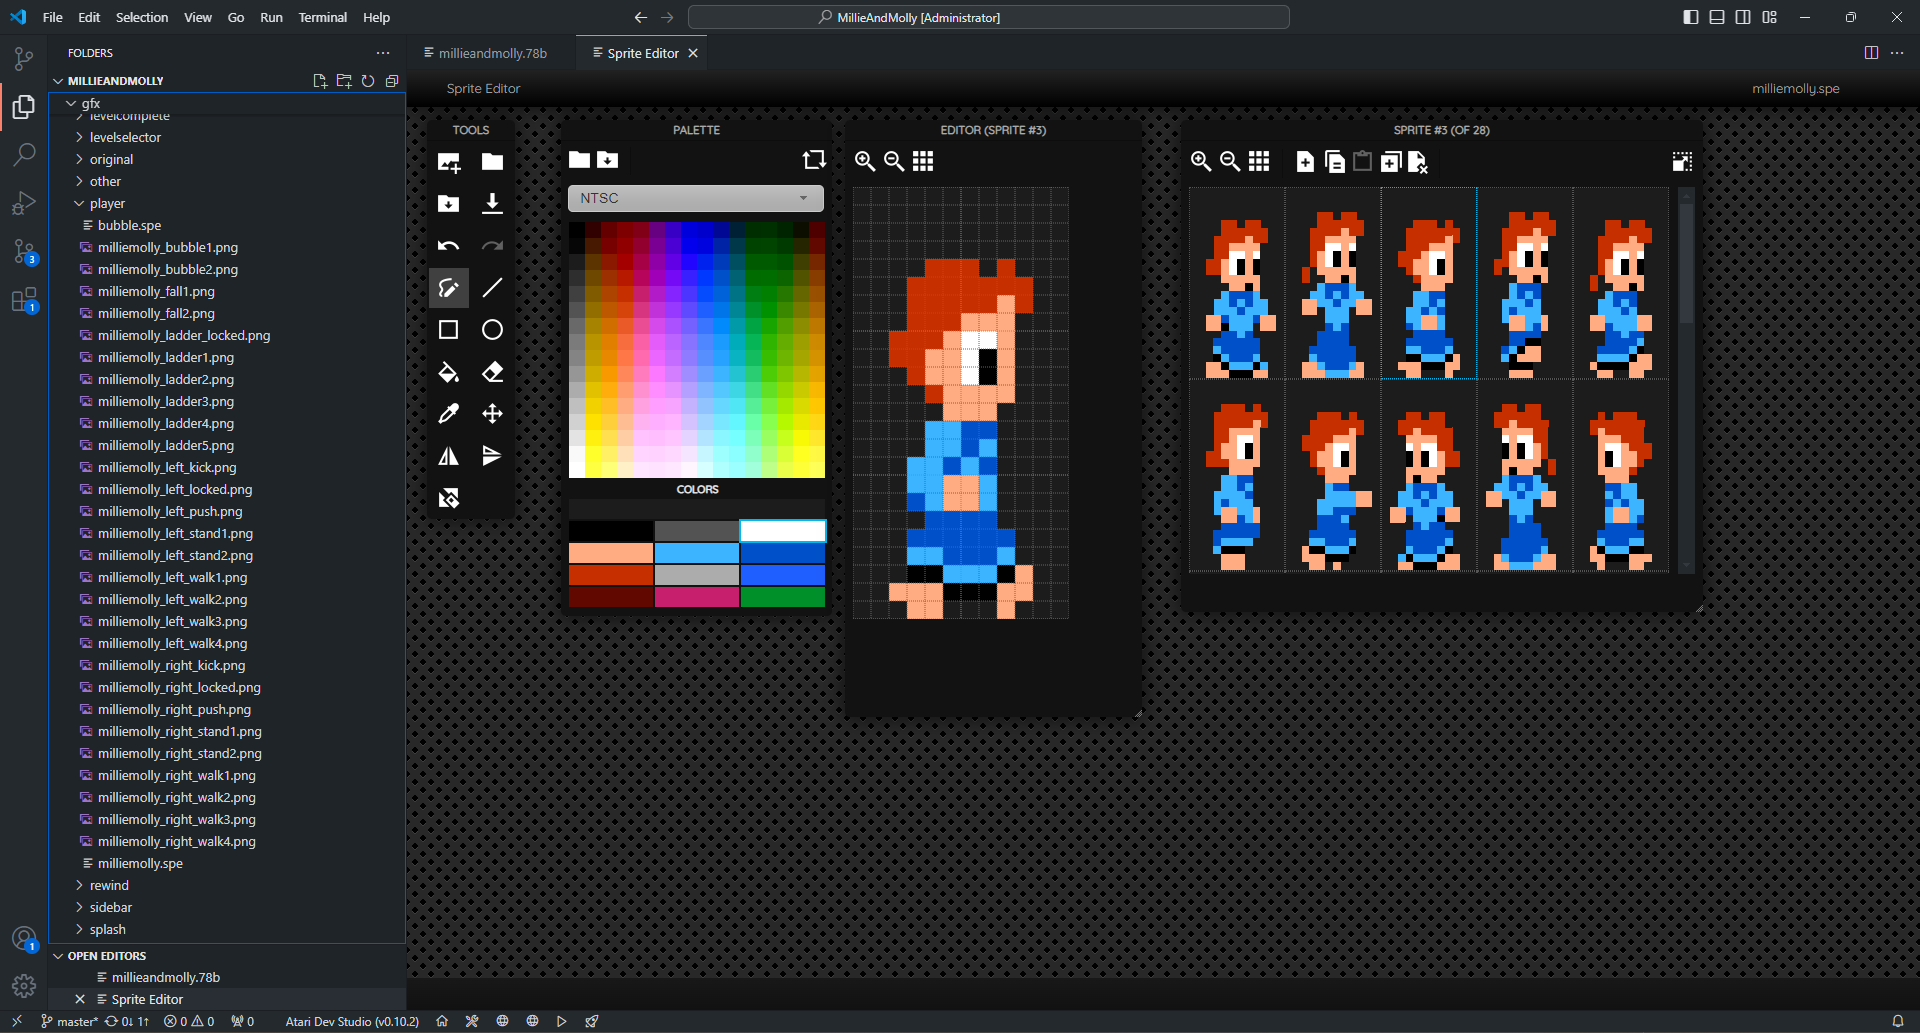 File Edit Selection View Go Run Terminal Help
MillieAndMolly [Administrator]
FOLDERS
millieandmolly.78b
Sprite Editor
MILLIEANDMOLLY
Sprite Editor
milliemolly.spe
gfx
levelcomplete
levelselector
original
other
player
bubble.spe
milliemolly_bubble1.png
milliemolly_bubble2.png
milliemolly_fall1.png
milliemolly_fall2.png
milliemolly_ladder_locked.png
milliemolly_ladder1.png
milliemolly_ladder2.png
milliemolly_ladder3.png
milliemolly_ladder4.png
milliemolly_ladder5.png
milliemolly_left_kick.png
milliemolly_left_locked.png
milliemolly_left_push.png
milliemolly_left_stand1.png
milliemolly_left_stand2.png
milliemolly_left_walk1.png
milliemolly_left_walk2.png
milliemolly_left_walk3.png
milliemolly_left_walk4.png
milliemolly_right_kick.png
milliemolly_right_locked.png
milliemolly_right_push.png
milliemolly_right_stand1.png
milliemolly_right_stand2.png
milliemolly_right_walk1.png
milliemolly_right_walk2.png
milliemolly_right_walk3.png
milliemolly_right_walk4.png
milliemolly.spe
rewind
sidebar
splash
OPEN EDITORS
millieandmolly.78b
Sprite Editor
3
1
1
TOOLS
PALETTE
NTSC
COLORS
EDITOR (SPRITE #3)
SPRITE #3 (OF 28)
master* 0↓ 1↑ 0 0 0 Atari Dev Studio (v0.10.2)